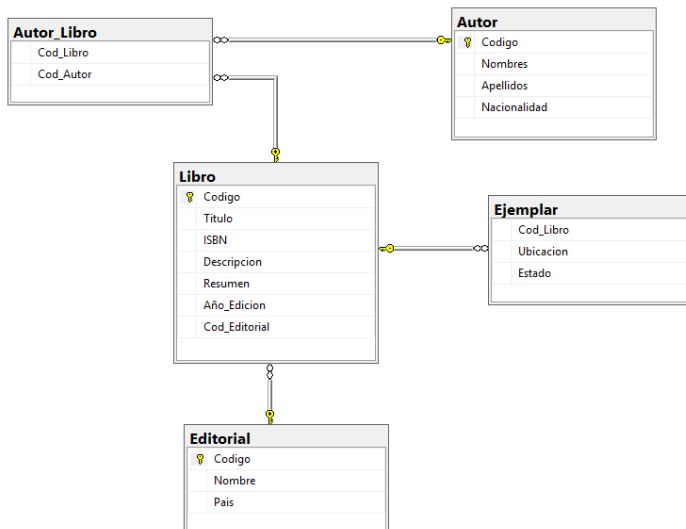 Autor_Libro
Cod_Libro
Cod_Autor
Autor
Codigo
Nombres
Apellidos
Nacionalidad
Libro
Codigo
Titulo
ISBN
Descripcion
Resumen
Año_Edicion
Cod_Editorial
Ejemplar
Cod_Libro
Ubicacion
Estado
Editorial
Codigo
Nombre
Pais